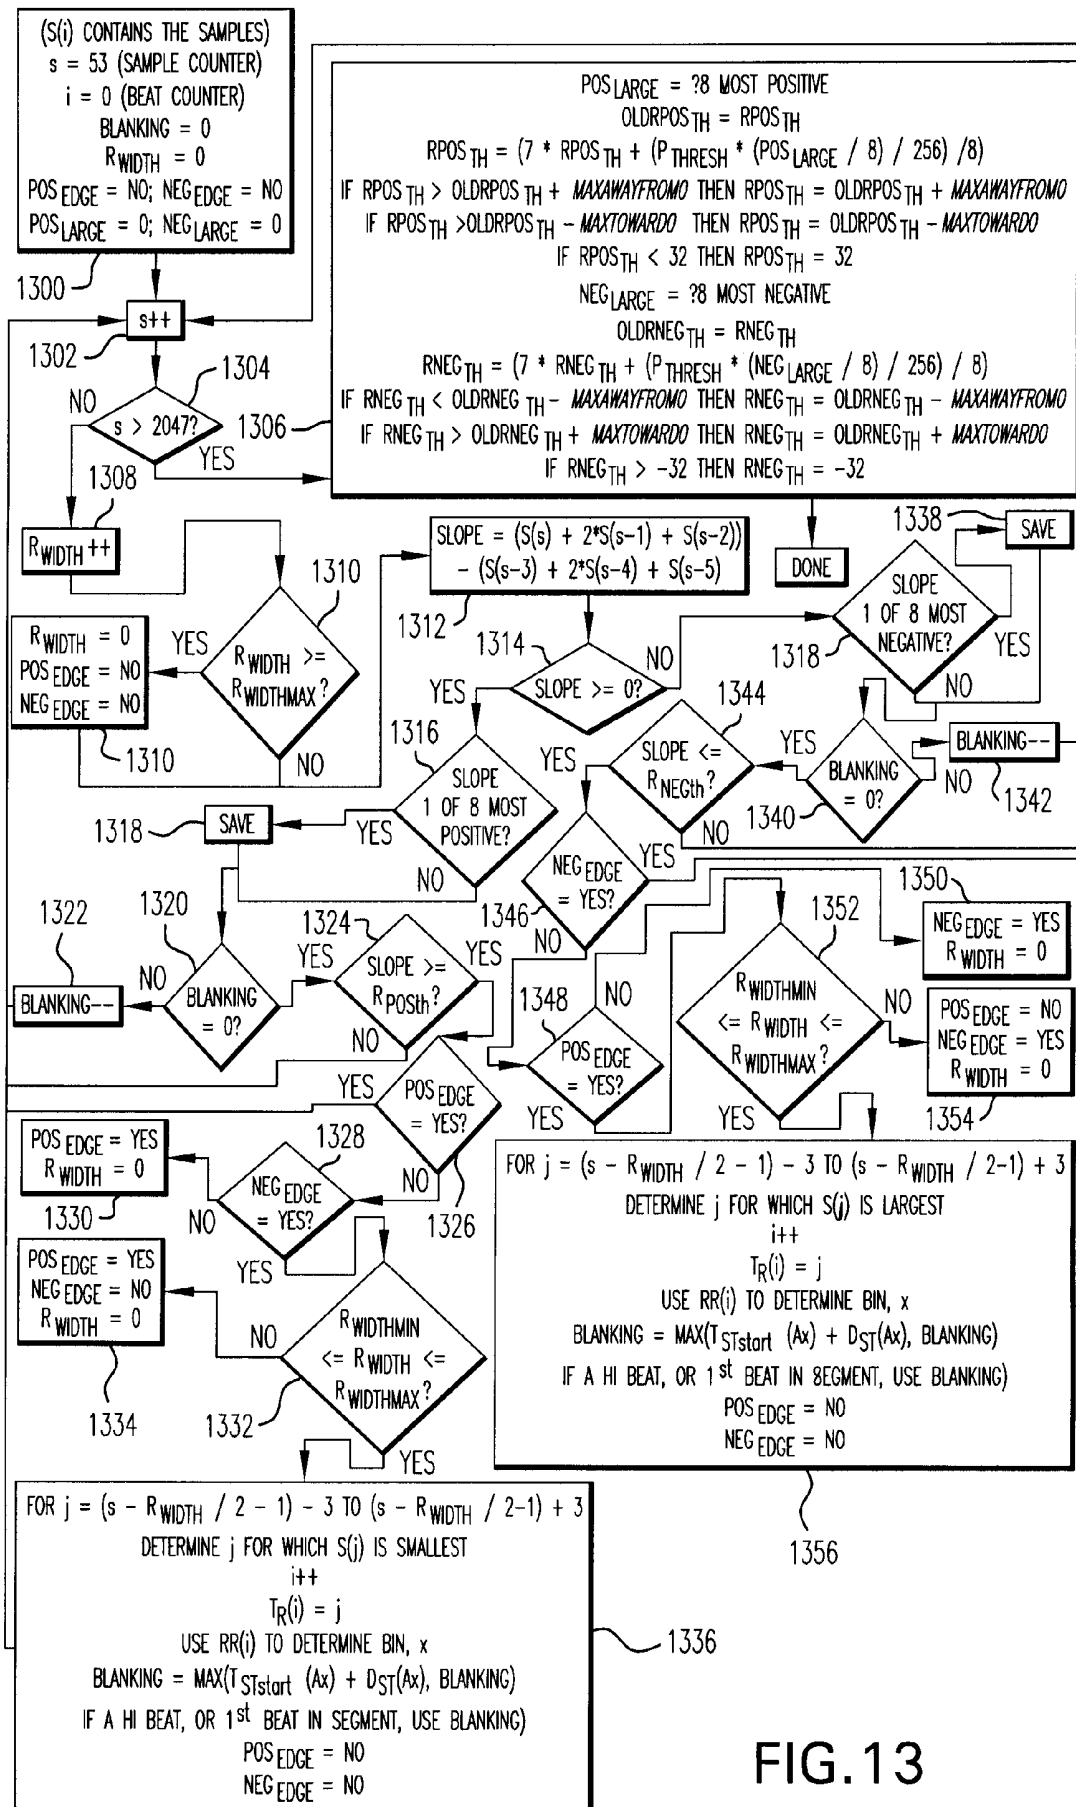 (S(i) CONTAINS THE SAMPLES)
s = 53 (SAMPLE COUNTER)
i = 0 (BEAT COUNTER)
BLANKING = 0
RWIDTH = 0
POSEDGE = NO; NEGEDGE = NO
POSLARGE = 0; NEGLARGE = 0
1300
s++
1302
1304
NO
s > 2047?
YES
POSLARGE = ?8 MOST POSITIVE
OLDRPOSTH = RPOSTH
RPOSTH = (7 * RPOSTH + (PTHRESH * (POSLARGE / 8) / 256) /8)
IF RPOSTH > OLDRPOSTH + MAXAWAYFROM0 THEN RPOSTH = OLDRPOSTH + MAXAWAYFROM0
IF RPOSTH >OLDRPOSTH - MAXTOWARD0 THEN RPOSTH = OLDRPOSTH - MAXTOWARD0
IF RPOSTH < 32 THEN RPOSTH = 32
NEGLARGE = ?8 MOST NEGATIVE
OLDRNEGTH = RNEGTH
RNEGTH = (7 * RNEGTH + (PTHRESH * (NEGLARGE / 8) / 256) / 8)
IF RNEGTH < OLDRNEGTH - MAXAWAYFROM0 THEN RNEGTH = OLDRNEGTH - MAXAWAYFROM0
IF RNEGTH > OLDRNEGTH + MAXTOWARD0 THEN RNEGTH = OLDRNEGTH + MAXTOWARD0
IF RNEGTH > -32 THEN RNEGTH = -32
1306
DONE
1308
RWIDTH ++
1310
RWIDTH >=
RWIDTHMAX ?
YES
NO
RWIDTH = 0
POSEDGE = NO
NEGEDGE = NO
1310
SLOPE = (S(s) + 2*S(s-1) + S(s-2))
- (S(s-3) + 2*S(s-4) + S(s-5)
1312
1314
SLOPE >= 0?
NO
YES
1338
SAVE
SLOPE
1 OF 8 MOST
NEGATIVE?
1318
YES
NO
1316
SLOPE
1 OF 8 MOST
POSITIVE?
YES
NO
1318
SAVE
1344
SLOPE <=
RNEGth ?
YES
NO
YES
BLANKING
= 0?
1340
NO
BLANKING--
1342
NEGEDGE
= YES?
YES
1346
NO
1320
1322
BLANKING--
NO
BLANKING
= 0?
YES
1324
SLOPE >=
RPOSth ?
YES
NO
1348
POSEDGE
= YES?
NO
YES
1352
RWIDTHMIN
<= RWIDTH <=
RWIDTHMAX ?
NO
YES
1350
NEGEDGE = YES
RWIDTH = 0
POSEDGE = NO
NEGEDGE = YES
RWIDTH = 0
1354
YES
POSEDGE
= YES?
NO
1326
1328
NEGEDGE
= YES?
NO
YES
POSEDGE = YES
RWIDTH = 0
1330
POSEDGE = YES
NEGEDGE = NO
RWIDTH = 0
1334
NO
RWIDTHMIN
<= RWIDTH <=
RWIDTHMAX ?
1332
YES
FOR j = (s - RWIDTH / 2 - 1) - 3 TO (s - RWIDTH / 2-1) + 3
DETERMINE j FOR WHICH S(j) IS LARGEST
i++
TR(i) = j
USE RR(i) TO DETERMINE BIN, x
BLANKING = MAX(TSTstart (Ax) + DST(Ax), BLANKING)
IF A HI BEAT, OR 1st BEAT IN SEGMENT, USE BLANKING)
POSEDGE = NO
NEGEDGE = NO
1356
FOR j = (s - RWIDTH / 2 - 1) - 3 TO (s - RWIDTH / 2-1) + 3
DETERMINE j FOR WHICH S(j) IS SMALLEST
i++
TR(i) = j
USE RR(i) TO DETERMINE BIN, x
BLANKING = MAX(TSTstart (Ax) + DST(Ax), BLANKING)
IF A HI BEAT, OR 1st BEAT IN SEGMENT, USE BLANKING)
POSEDGE = NO
NEGEDGE = NO
1336
FIG.13